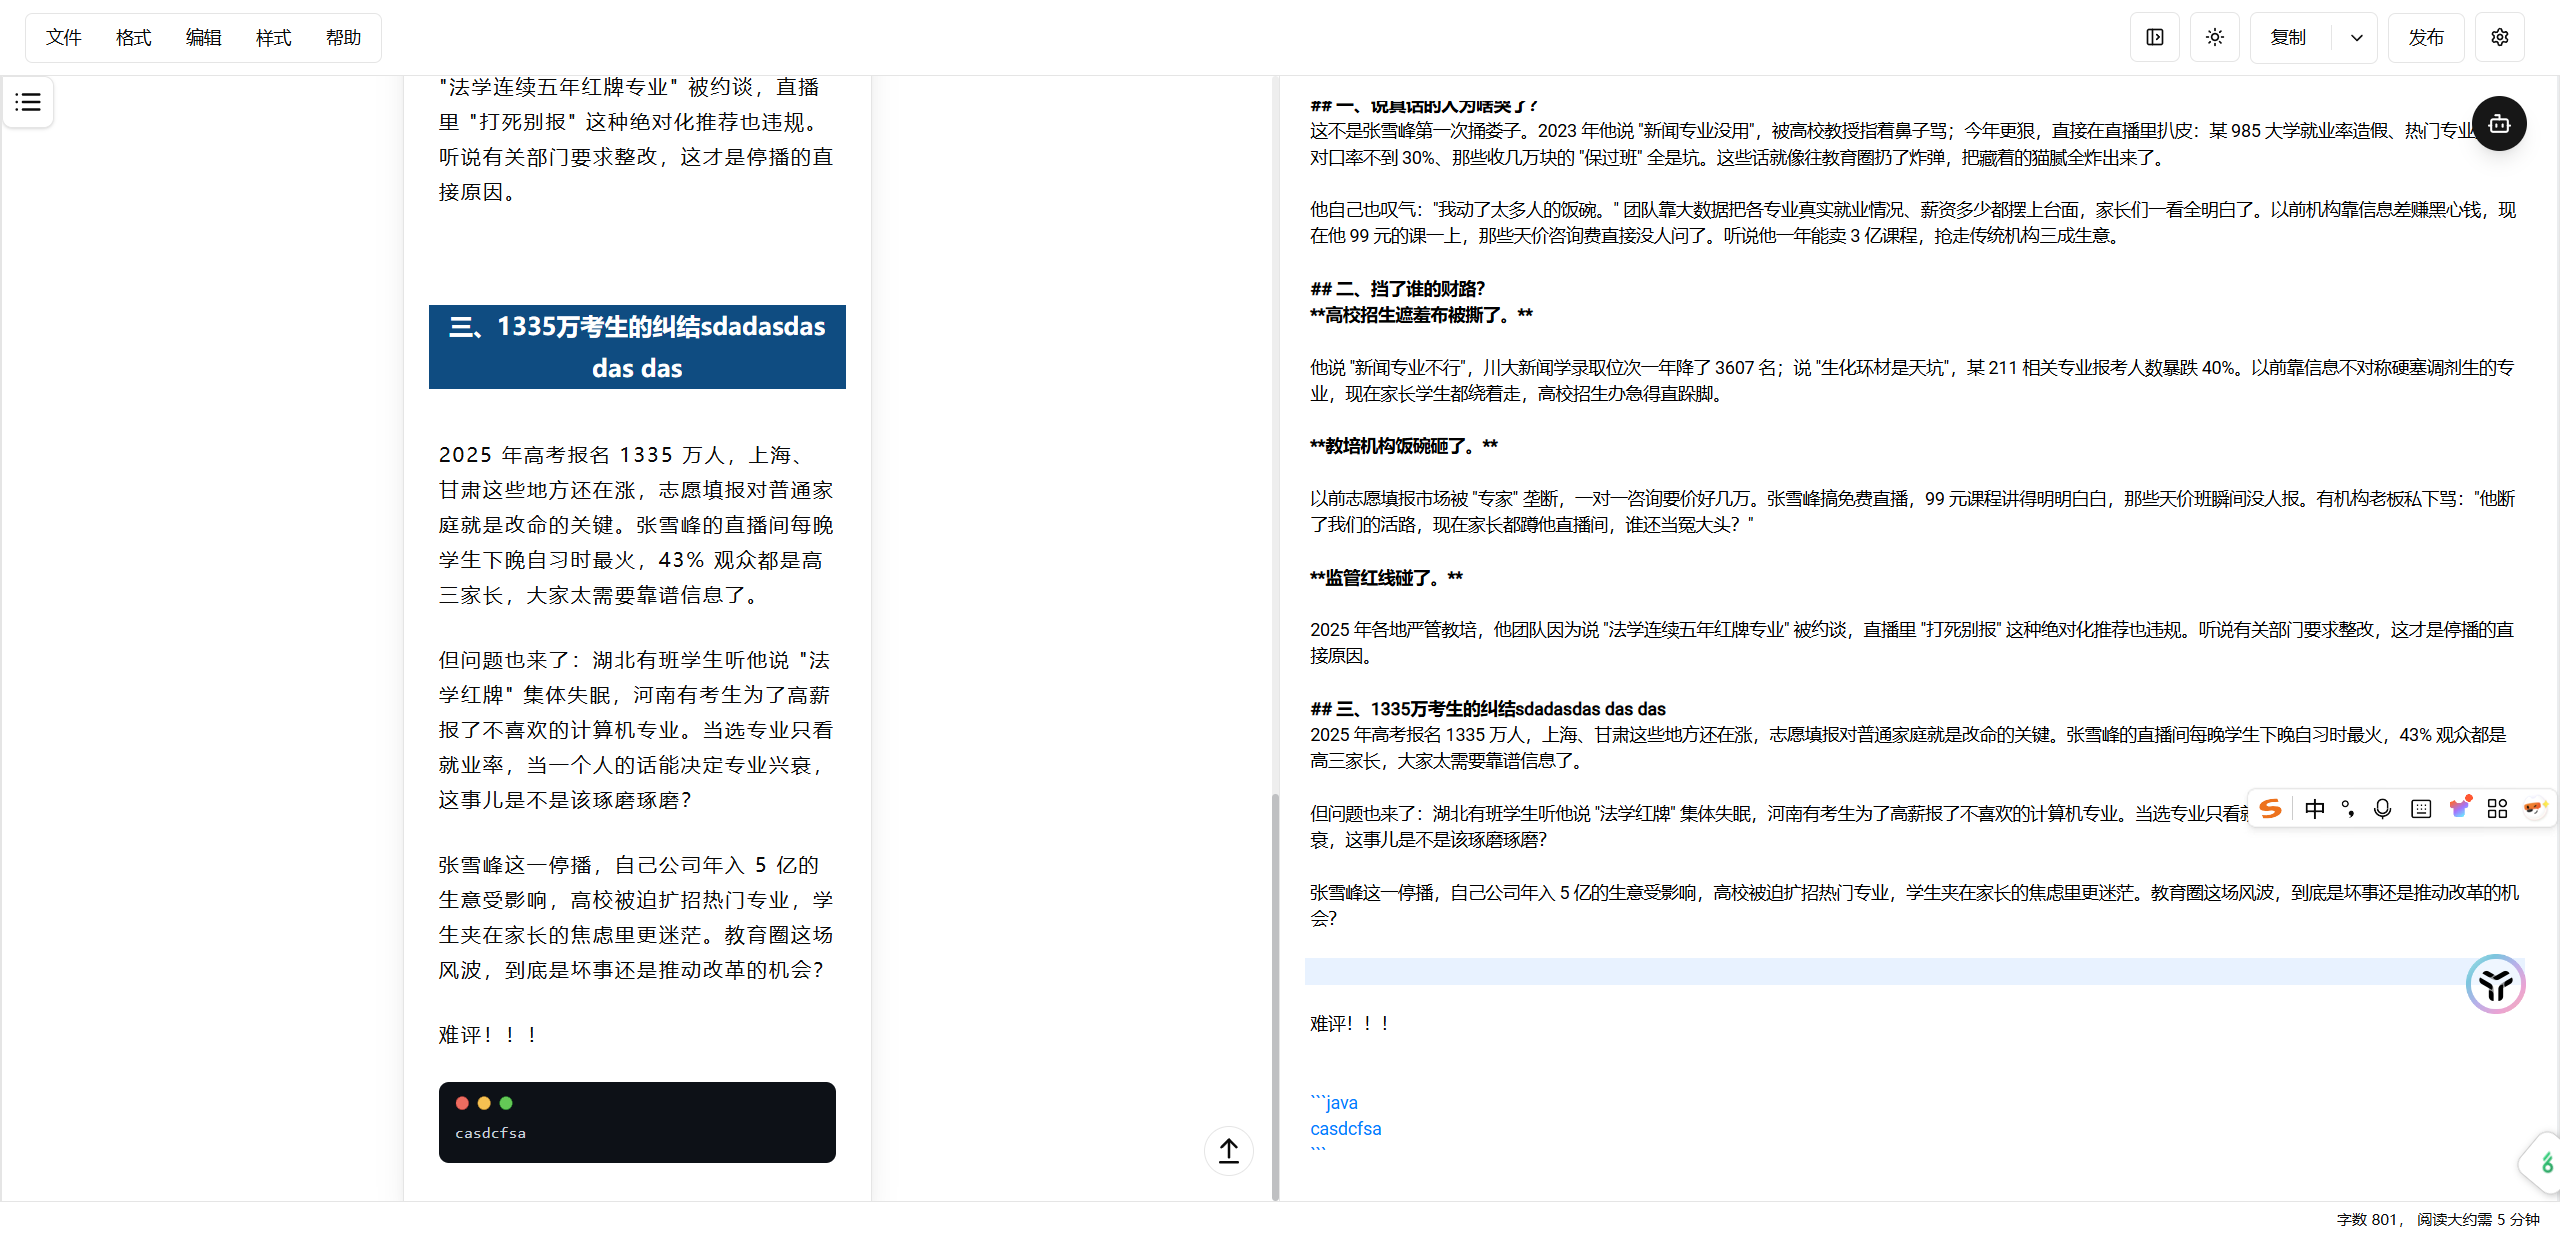 文件 格式 编辑 样式 帮助 复制 发布
"法学连续五年红牌专业" 被约谈，直播
里 "打死别报" 这种绝对化推荐也违规。
听说有关部门要求整改，这才是停播的直
接原因。
三、1335万考生的纠结sdadasdas
das das
2025 年高考报名 1335 万人，上海、
甘肃这些地方还在涨，志愿填报对普通家
庭就是改命的关键。张雪峰的直播间每晚
学生下晚自习时最火，43% 观众都是高
三家长，大家太需要靠谱信息了。
但问题也来了：湖北有班学生听他说 "法
学红牌" 集体失眠，河南有考生为了高薪
报了不喜欢的计算机专业。当选专业只看
就业率，当一个人的话能决定专业兴衰，
这事儿是不是该琢磨琢磨？
张雪峰这一停播，自己公司年入 5 亿的
生意受影响，高校被迫扩招热门专业，学
生夹在家长的焦虑里更迷茫。教育圈这场
风波，到底是坏事还是推动改革的机会？
难评！！！
casdcfsa
## 一、说真话的人为啥哭了？
这不是张雪峰第一次捅娄子。2023 年他说 "新闻专业没用"，被高校教授指着鼻子骂；今年更狠，直接在直播里扒皮：某 985 大学就业率造假、热门专业
对口率不到 30%、那些收几万块的 "保过班" 全是坑。这些话就像往教育圈扔了炸弹，把藏着的猫腻全炸出来了。
他自己也叹气："我动了太多人的饭碗。" 团队靠大数据把各专业真实就业情况、薪资多少都摆上台面，家长们一看全明白了。以前机构靠信息差赚黑心钱，现
在他 99 元的课一上，那些天价咨询费直接没人问了。听说他一年能卖 3 亿课程，抢走传统机构三成生意。
## 二、挡了谁的财路？
**高校招生遮羞布被撕了。**
他说 "新闻专业不行"，川大新闻学录取位次一年降了 3607 名；说 "生化环材是天坑"，某 211 相关专业报考人数暴跌 40%。以前靠信息不对称硬塞调剂生的专
业，现在家长学生都绕着走，高校招生办急得直跺脚。
**教培机构饭碗砸了。**
以前志愿填报市场被 "专家" 垄断，一对一咨询要价好几万。张雪峰搞免费直播，99 元课程讲得明明白白，那些天价班瞬间没人报。有机构老板私下骂："他断
了我们的活路，现在家长都蹲他直播间，谁还当冤大头？"
**监管红线碰了。**
2025 年各地严管教培，他团队因为说 "法学连续五年红牌专业" 被约谈，直播里 "打死别报" 这种绝对化推荐也违规。听说有关部门要求整改，这才是停播的直
接原因。
## 三、1335万考生的纠结sdadasdas das das
2025 年高考报名 1335 万人，上海、甘肃这些地方还在涨，志愿填报对普通家庭就是改命的关键。张雪峰的直播间每晚学生下晚自习时最火，43% 观众都是
高三家长，大家太需要靠谱信息了。
但问题也来了：湖北有班学生听他说 "法学红牌" 集体失眠，河南有考生为了高薪报了不喜欢的计算机专业。当选专业只看
中
衰，这事儿是不是该琢磨琢磨？
张雪峰这一停播，自己公司年入 5 亿的生意受影响，高校被迫扩招热门专业，学生夹在家长的焦虑里更迷茫。教育圈这场风波，到底是坏事还是推动改革的机
会？
难评！！！
```java
casdcfsa
```
字数 801， 阅读大约需 5 分钟